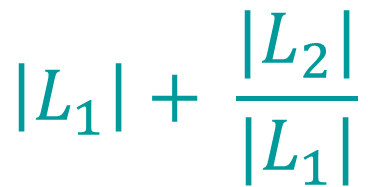 |L₁| + |L₂| / |L₁|